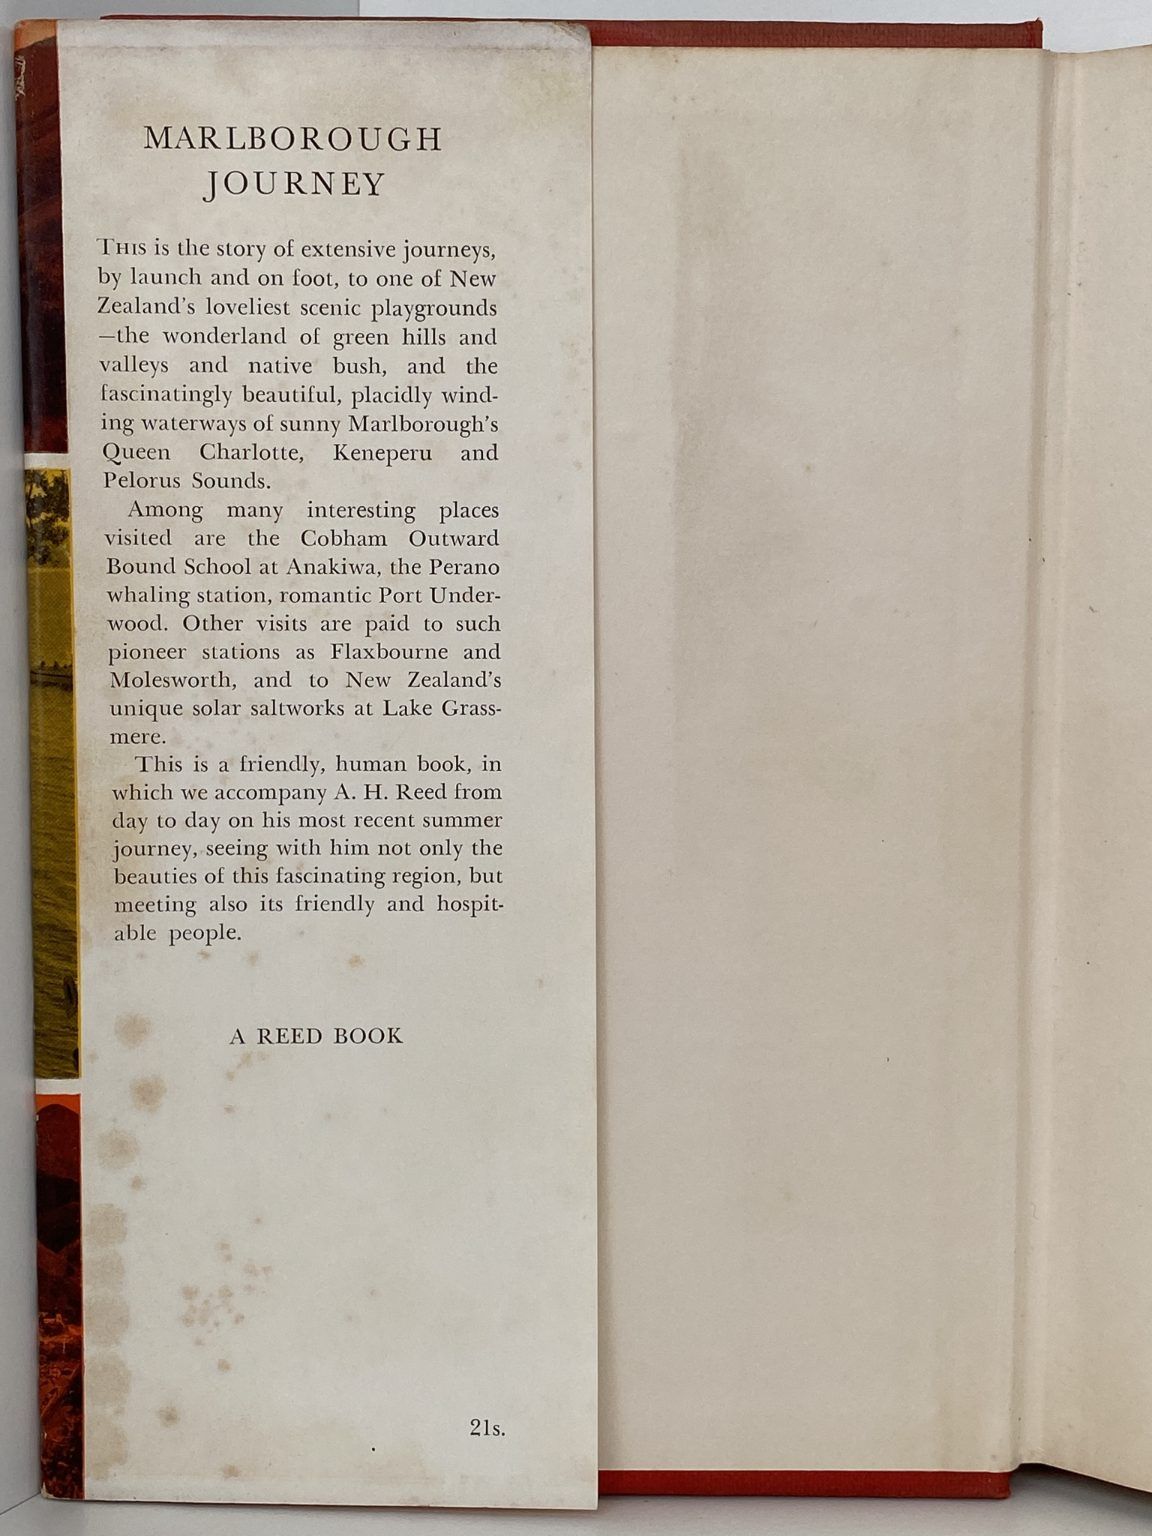 MARLBOROUGH
JOURNEY
THIS is the story of extensive journeys,
by launch and on foot, to one of New
Zealand's loveliest scenic playgrounds
—the wonderland of green hills and
valleys and native bush, and the
fascinatingly beautiful, placidly wind-
ing waterways of sunny Marlborough's
Queen Charlotte, Keneperu and
Pelorus Sounds.
Among many interesting places
visited are the Cobham Outward
Bound School at Anakiwa, the Perano
whaling station, romantic Port Under-
wood. Other visits are paid to such
pioneer stations as Flaxbourne and
Molesworth, and to New Zealand's
unique solar saltworks at Lake Grass-
mere.
This is a friendly, human book, in
which we accompany A. H. Reed from
day to day on his most recent summer
journey, seeing with him not only the
beauties of this fascinating region, but
meeting also its friendly and hospit-
able people.
A REED BOOK
21s.